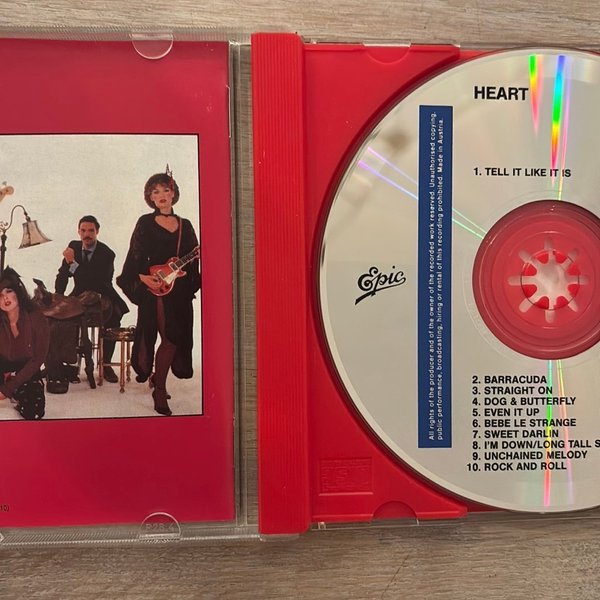 HEART
1. TELL IT LIKE IT IS
All rights of the producer and of the owner of the recorded work reserved. Unauthorised copying,
public performance, broadcasting, hiring or rental of this recording prohibited. Made in Austria.
Epic
2. BARRACUDA
3. STRAIGHT ON
4. DOG & BUTTERFLY
5. EVEN IT UP
6. BEBE LE STRANGE
7. SWEET DARLIN
8. I'M DOWN/LONG TALL S
9. UNCHAINED MELODY
10. ROCK AND ROLL
10)